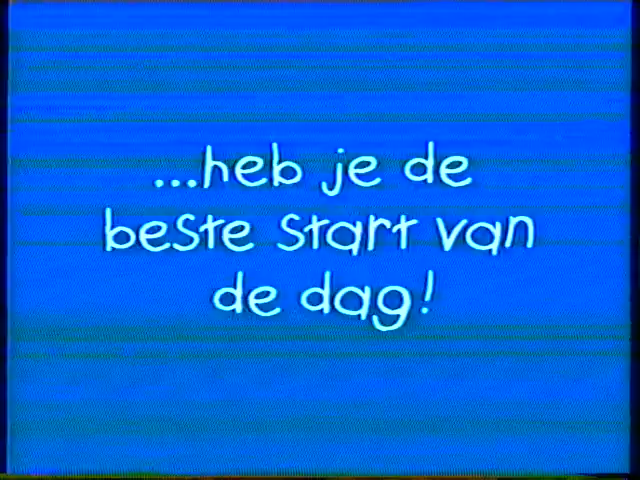 ...heb je de
beste start van
de dag!